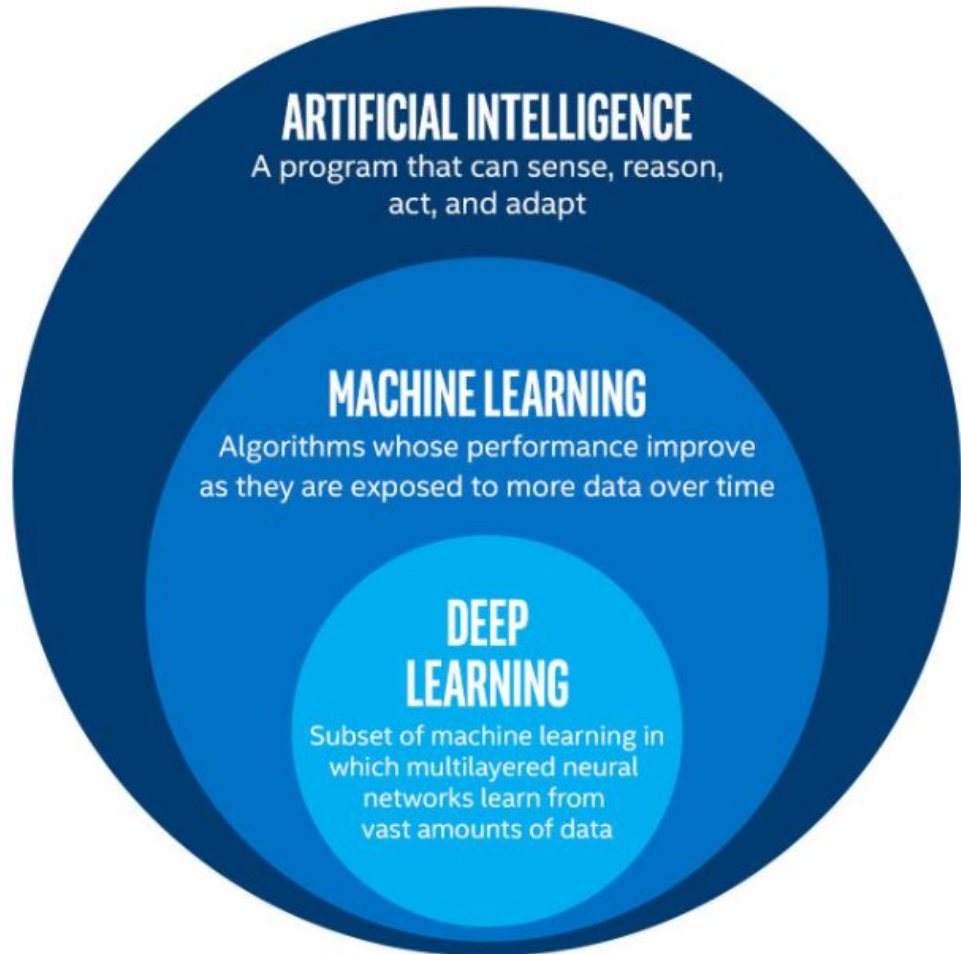 ARTIFICIAL INTELLIGENCE
A program that can sense, reason,
act, and adapt
MACHINE LEARNING
Algorithms whose performance improve
as they are exposed to more data over time
DEEP
LEARNING
Subset of machine learning in
which multilayered neural
networks learn from
vast amounts of data